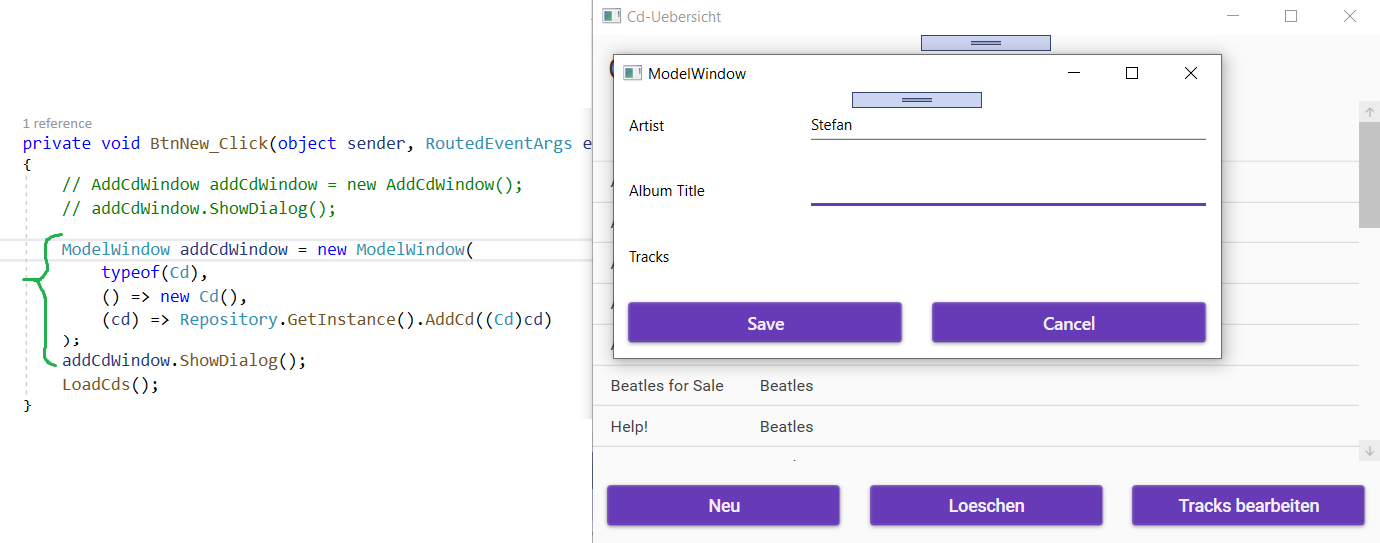 1 reference
private void BtnNew_Click(object sender, RoutedEventArgs e
{
// AddCdWindow addCdWindow = new AddCdWindow();
// addCdWindow.ShowDialog();
ModelWindow addCdWindow = new ModelWindow(
typeof(Cd),
() => new Cd(),
(cd) => Repository.GetInstance().AddCd((Cd)cd)
);
addCdWindow.ShowDialog();
LoadCds();
}
Cd-Uebersicht
ModelWindow
Artist Stefan
Album Title
Tracks
Save Cancel
Beatles for Sale Beatles
Help! Beatles
Neu Loeschen Tracks bearbeiten